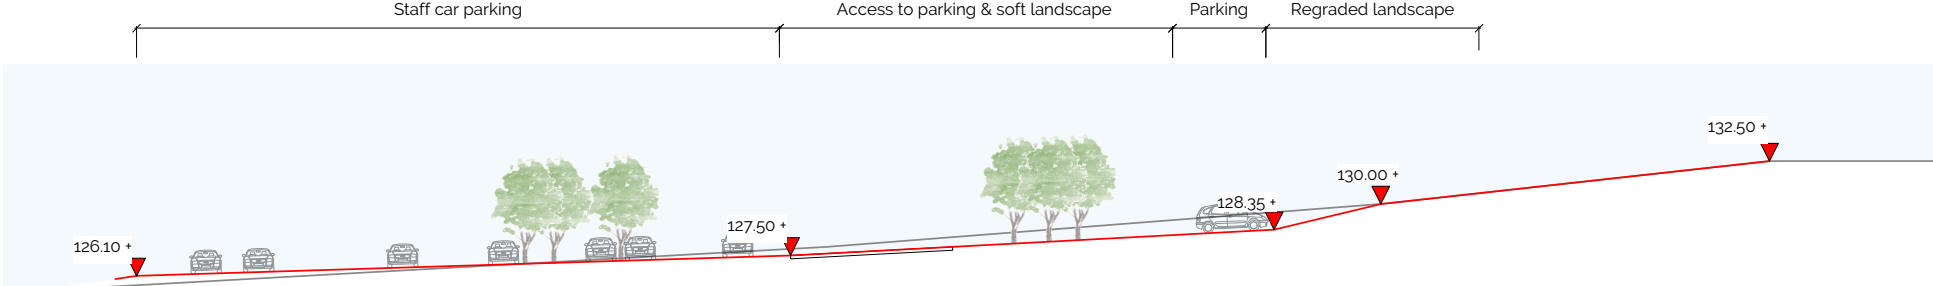 Staff car parking
Access to parking & soft landscape
Parking
Regraded landscape
132.50 +
130.00 +
128.35 +
127.50 +
126.10 +